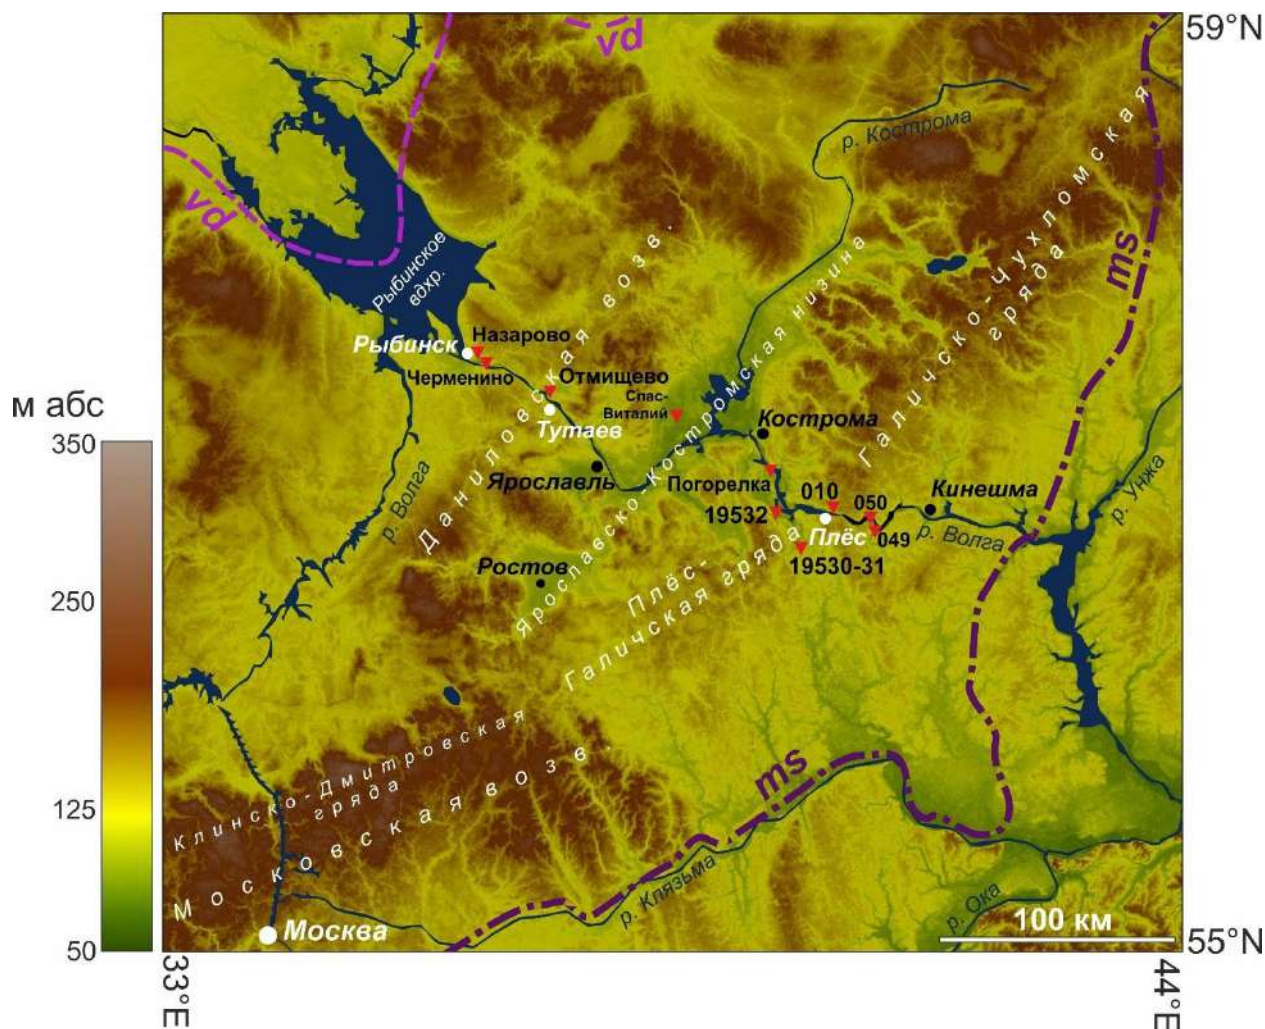 59°N
vd
р. Кострома
vd
ms
Рыбинское
вдхр.
Даниловская возв.
Ярославско-Костромская низина
Галичско-Чухломская
гряда
Назарово
Рыбинск
Черменино
Отмищево
Спас-
Виталий
Тутаев
Кострома
м абс
350
Ярославль
Погорелка
010
050
Кинешма
р. Унжа
р. Волга
19532
Плёс
049
р. Волга
19530-31
Ростов
Плёс-
Галичская гряда
250
Клинско-Дмитровская
гряда
Московская возв.
ms
125
р. Клязьма
р. Ока
100 км
Москва
50
55°N
33°E
44°E